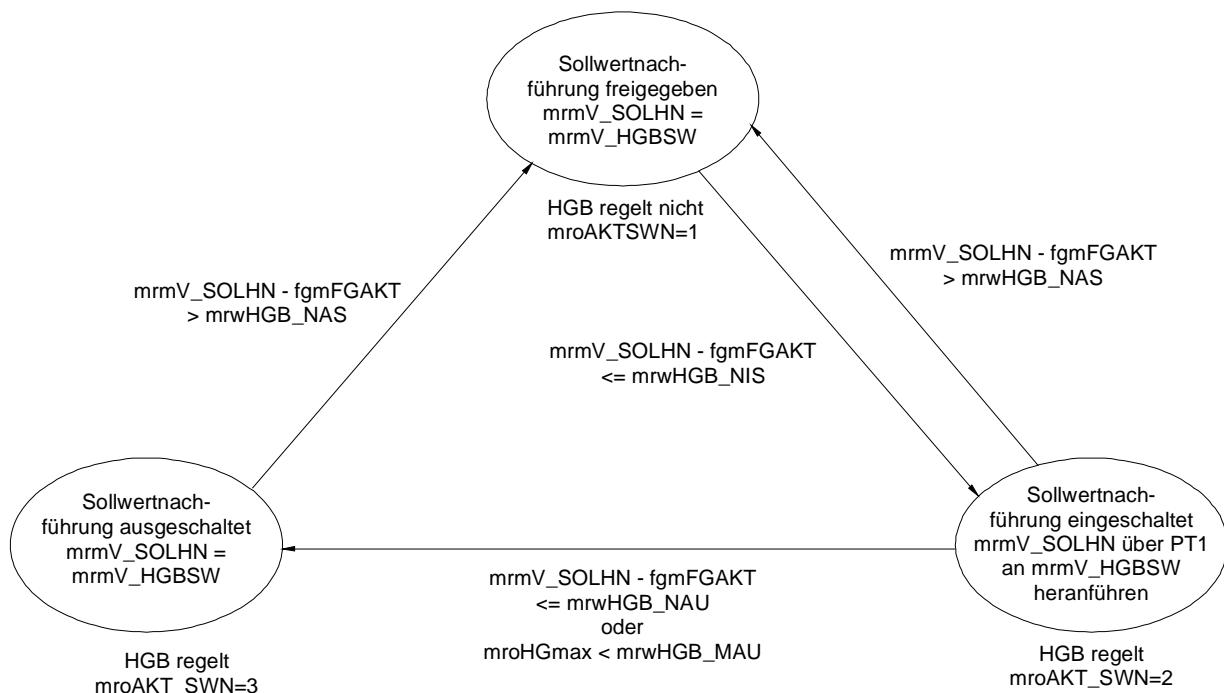 Sollwertnach-
führung freigegeben
mrmV_SOLHN =
mrmV_HGBSW
HGB regelt nicht
mroAKTSWN=1
mrmV_SOLHN - fgmFGAKT
> mrwHGB_NAS
mrmV_SOLHN - fgmFGAKT
> mrwHGB_NAS
mrmV_SOLHN - fgmFGAKT
<= mrwHGB_NIS
Sollwertnach-
führung ausgeschaltet
mrmV_SOLHN =
mrmV_HGBSW
HGB regelt
mroAKT_SWN=3
mrmV_SOLHN - fgmFGAKT
<= mrwHGB_NAU
oder
mroHGmax < mrwHGB_MAU
Sollwertnach-
führung eingeschaltet
mrmV_SOLHN über PT1
an mrmV_HGBSW
heranführen
HGB regelt
mroAKT_SWN=2